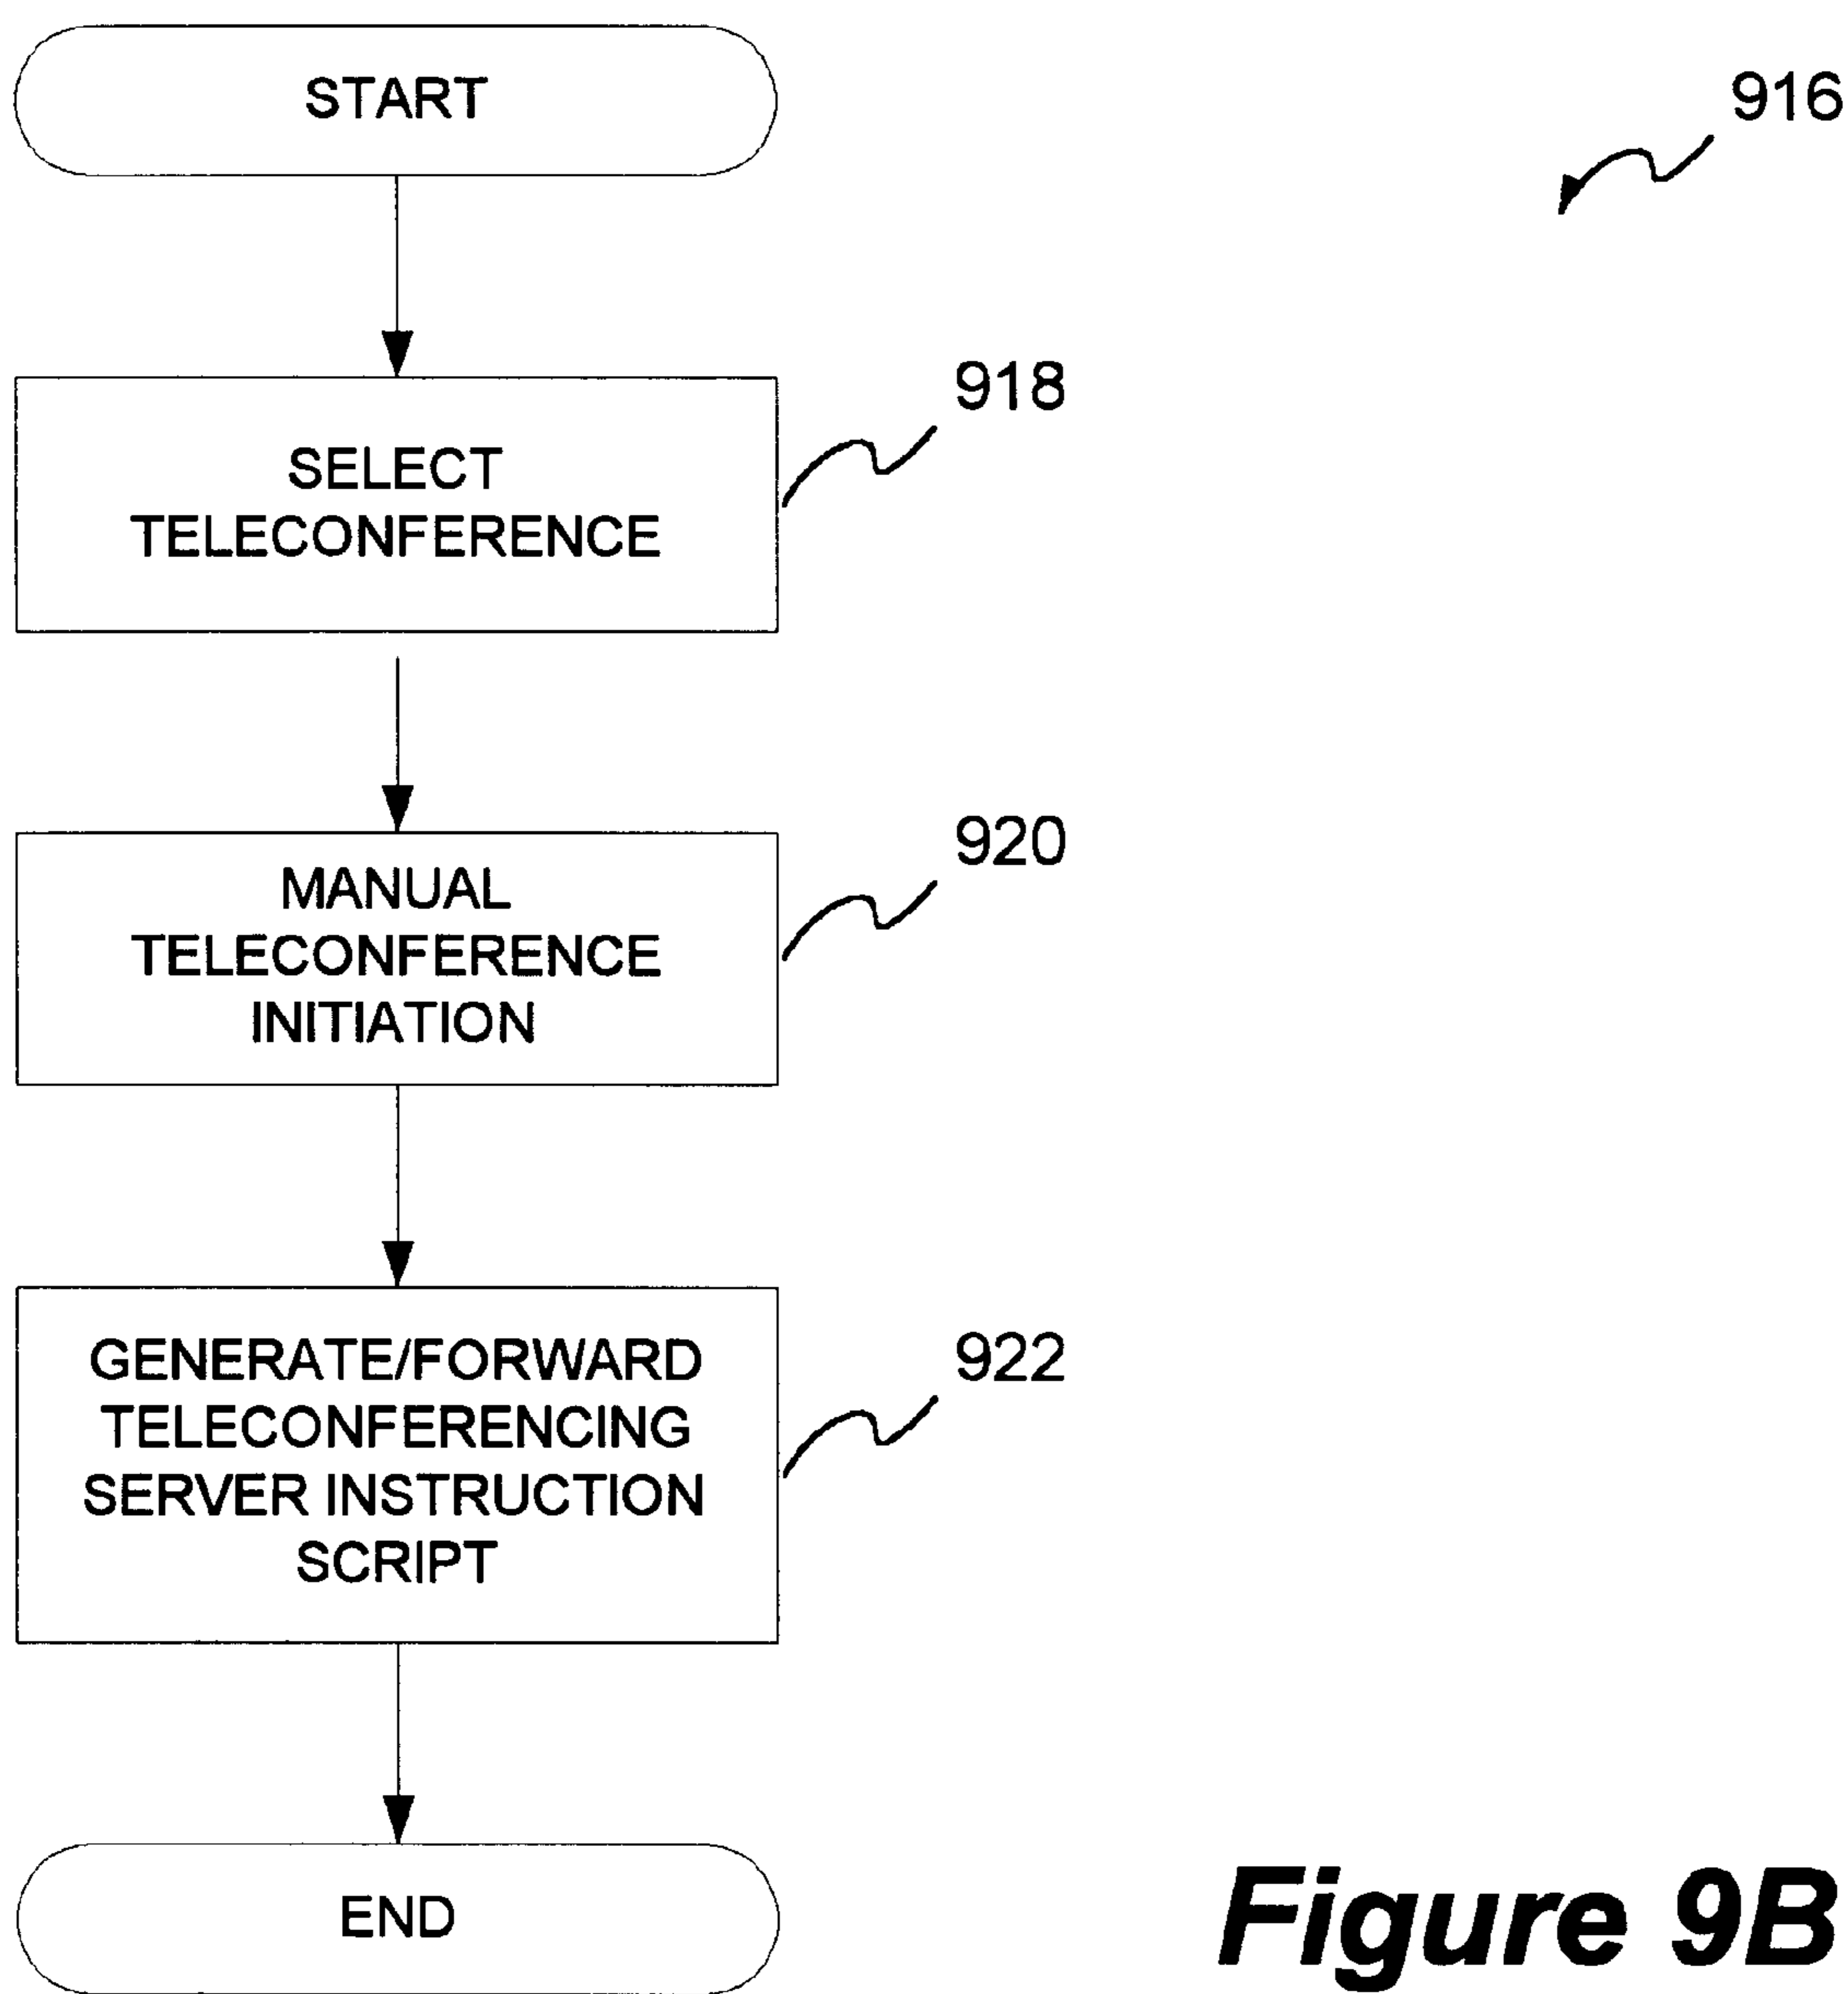 START
916
918
SELECT
TELECONFERENCE
920
MANUAL
TELECONFERENCE
INITIATION
922
GENERATE/FORWARD
TELECONFERENCING
SERVER INSTRUCTION
SCRIPT
END
Figure 9B